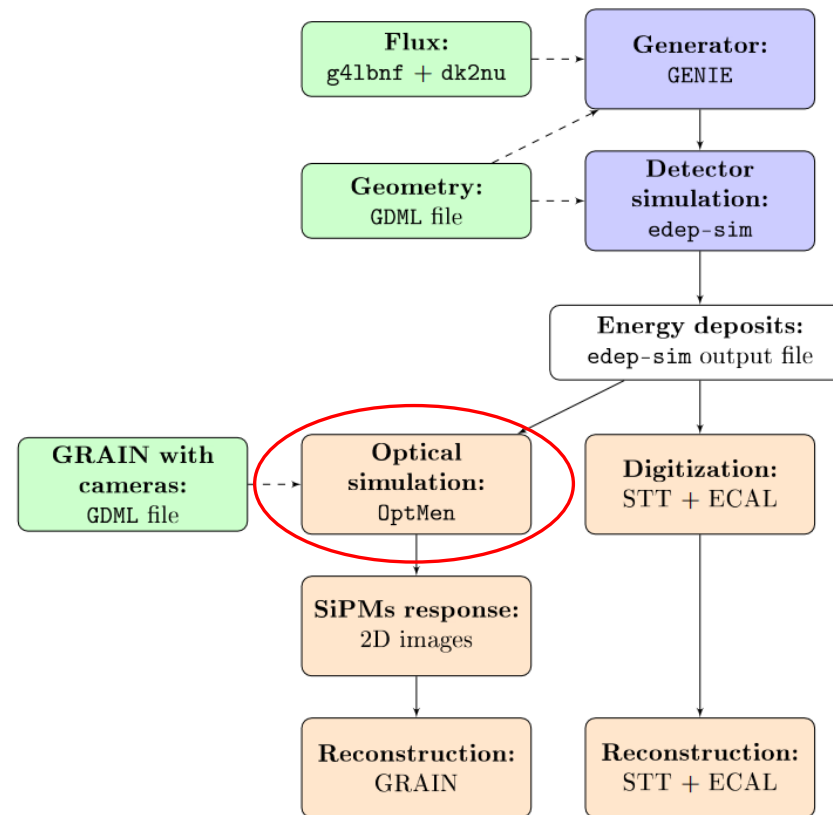 Flux:
g4lbnf + dk2nu
Generator:
GENIE
Geometry:
GDML file
Detector
simulation:
edep-sim
Energy deposits:
edep-sim output file
GRAIN with
cameras:
GDML file
Optical
simulation:
OptMen
Digitization:
STT + ECAL
SiPMs response:
2D images
Reconstruction:
GRAIN
Reconstruction:
STT + ECAL